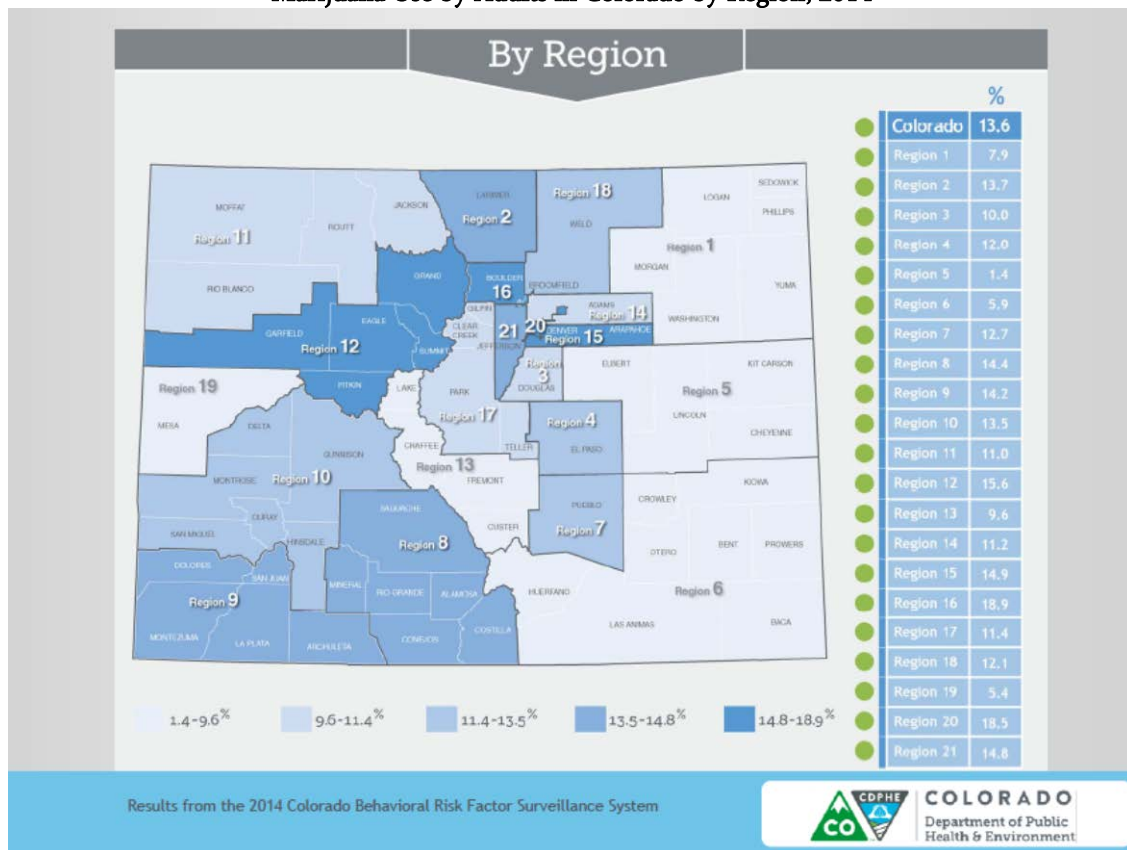 Marijuana Use by Adults in Colorado by Region, 2014
By Region
%
Colorado 13.6
Region 1 7.9
Region 2 13.7
Region 3 10.0
Region 4 12.0
Region 5 1.4
Region 6 5.9
Region 7 12.7
Region 8 14.4
Region 9 14.2
Region 10 13.5
Region 11 11.0
Region 12 15.6
Region 13 9.6
Region 14 11.2
Region 15 14.9
Region 16 18.9
Region 17 11.4
Region 18 12.1
Region 19 5.4
Region 20 18.5
Region 21 14.8
MOFFAT
ROUTT
JACKSON
LARIMER
Region 2
Region 18
WELD
LOGAN
SEDGWICK
PHILLIPS
Region 11
RIO BLANCO
GRAND
BOULDER
16
BROOMFIELD
Region 1
MORGAN
YUMA
WASHINGTON
GARFIELD
EAGLE
SUMMIT
Region 12
PITKIN
GILPIN
CLEAR
CREEK
JEFFERSON
21
20
ADAMS
Region 14
DENVER
ARAPAHOE
Region 15
Region
3
DOUGLAS
ELBERT
KIT CARSON
Region 5
LINCOLN
CHEYENNE
Region 19
MESA
DELTA
LAKE
PARK
Region 17
TELLER
Region 4
EL PASO
GUNNISON
CHAFFEE
Region 13
FREMONT
MONTROSE
Region 10
OURAY
SAN MIGUEL
HINSDALE
SAGUACHE
Region 8
CUSTER
PUEBLO
Region 7
CROWLEY
KIOWA
OTERO
BENT
PROWERS
DOLORES
SAN JUAN
Region 9
MINERAL
RIO GRANDE
ALAMOSA
HUERFANO
Region 6
MONTEZUMA
LA PLATA
ARCHULETA
CONEJOS
COSTILLA
LAS ANIMAS
BACA
1.4-9.6%
9.6-11.4%
11.4-13.5%
13.5-14.8%
14.8-18.9%
Results from the 2014 Colorado Behavioral Risk Factor Surveillance System
CO
CDPHE
COLORADO
Department of Public
Health & Environment